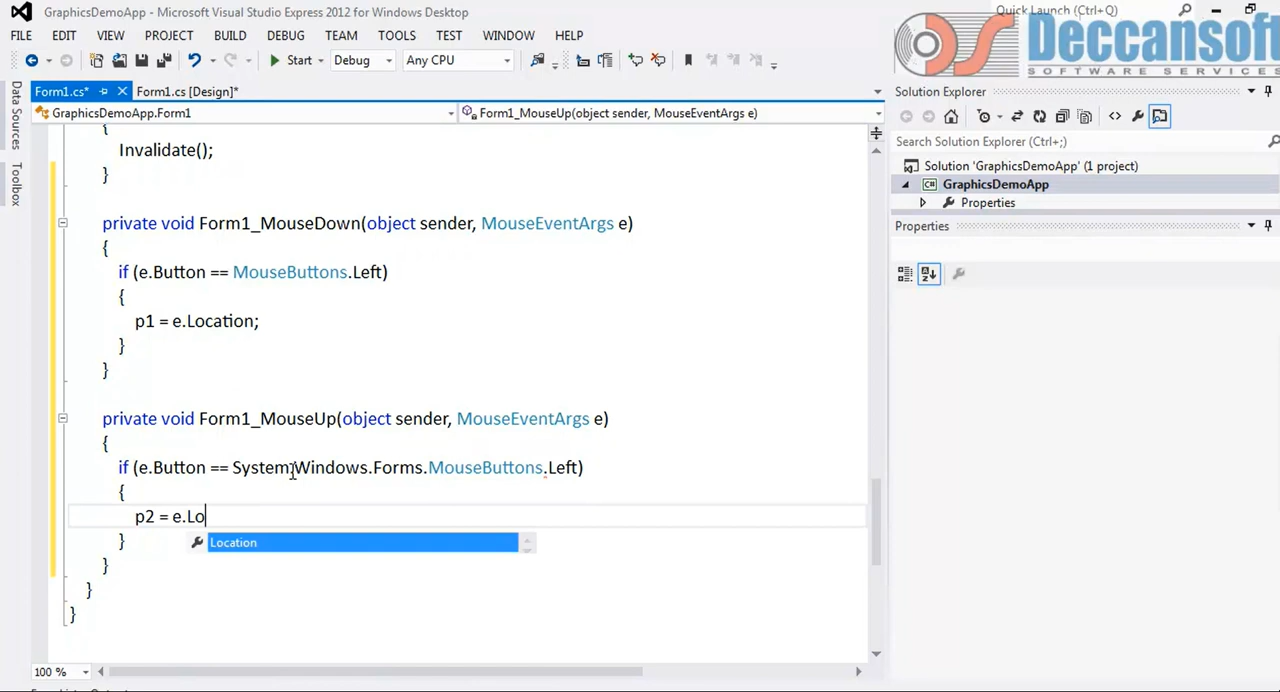 GraphicsDemoApp - Microsoft Visual Studio Express 2012 for Windows Desktop
Quick Launch (Ctrl+Q)
FILE EDIT VIEW PROJECT BUILD DEBUG TEAM TOOLS TEST WINDOW HELP
Deccansoft
SOFTWARE SERVICES
Start Debug Any CPU
Form1.cs* Form1.cs [Design]*
Solution Explorer
GraphicsDemoApp.Form1 Form1_MouseUp(object sender, MouseEventArgs e)
Data Sources
Toolbox
Search Solution Explorer (Ctrl+;)
Solution 'GraphicsDemoApp' (1 project)
C# GraphicsDemoApp
Properties
Properties
{
Invalidate();
}
private void Form1_MouseDown(object sender, MouseEventArgs e)
{
if (e.Button == MouseButtons.Left)
{
p1 = e.Location;
}
}
private void Form1_MouseUp(object sender, MouseEventArgs e)
{
if (e.Button == System.Windows.Forms.MouseButtons.Left)
{
p2 = e.Lo
Location
}
}
}
}
100 %